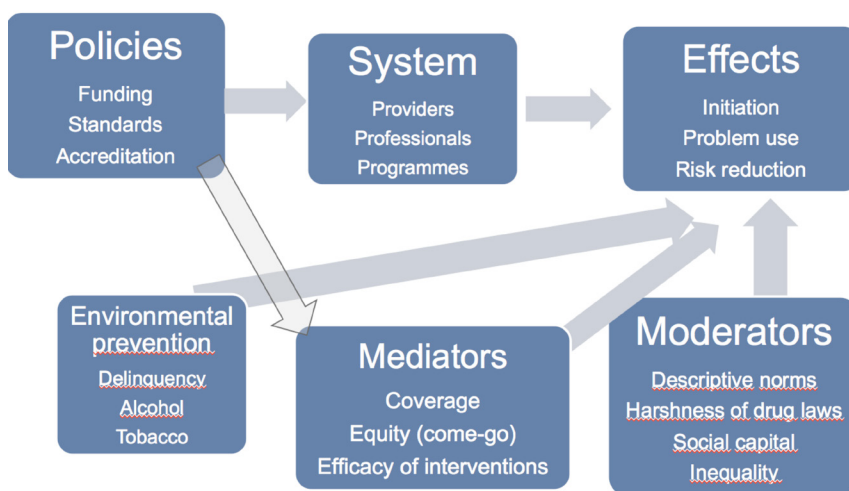 Policies
Funding
Standards
Accreditation
System
Providers
Professionals
Programmes
Effects
Initiation
Problem use
Risk reduction
Environmental
prevention
Delinquency
Alcohol
Tobacco
Mediators
Coverage
Equity (come-go)
Efficacy of interventions
Moderators
Descriptive norms
Harshness of drug laws
Social capital
Inequality